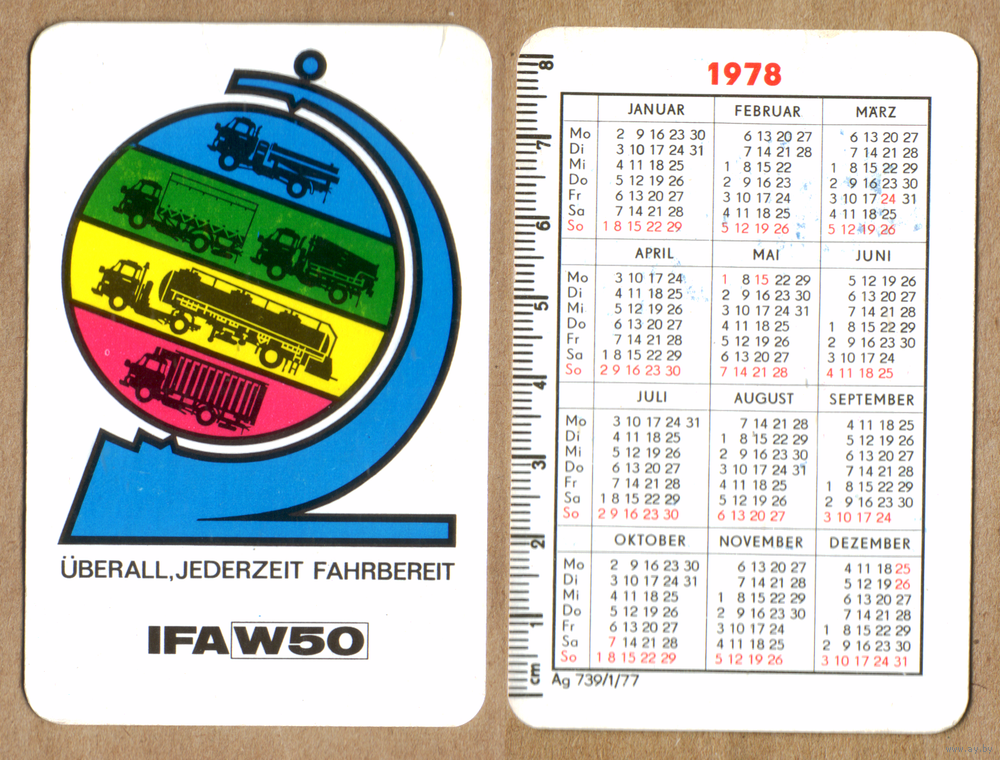 ÜBERALL, JEDERZEIT FAHRBEREIT
IFA W50
1978
JANUAR FEBRUAR MÄRZ
Mo 2 9 16 23 30 6 13 20 27 6 13 20 27
Di 3 10 17 24 31 7 14 21 28 7 14 21 28
Mi 4 11 18 25 1 8 15 22 1 8 15 22 29
Do 5 12 19 26 2 9 16 23 2 9 16 23 30
Fr 6 13 20 27 3 10 17 24 3 10 17 24 31
Sa 7 14 21 28 4 11 18 25 4 11 18 25
So 1 8 15 22 29 5 12 19 26 5 12 19 26
APRIL MAI JUNI
Mo 3 10 17 24 1 8 15 22 29 5 12 19 26
Di 4 11 18 25 2 9 16 23 30 6 13 20 27
Mi 5 12 19 26 3 10 17 24 31 7 14 21 28
Do 6 13 20 27 4 11 18 25 1 8 15 22 29
Fr 7 14 21 28 5 12 19 26 2 9 16 23 30
Sa 1 8 15 22 29 6 13 20 27 3 10 17 24
So 2 9 16 23 30 7 14 21 28 4 11 18 25
JULI AUGUST SEPTEMBER
Mo 3 10 17 24 31 7 14 21 28 4 11 18 25
Di 4 11 18 25 1 8 15 22 29 5 12 19 26
Mi 5 12 19 26 2 9 16 23 30 6 13 20 27
Do 6 13 20 27 3 10 17 24 31 7 14 21 28
Fr 7 14 21 28 4 11 18 25 1 8 15 22 29
Sa 1 8 15 22 29 5 12 19 26 2 9 16 23 30
So 2 9 16 23 30 6 13 20 27 3 10 17 24
OKTOBER NOVEMBER DEZEMBER
Mo 2 9 16 23 30 6 13 20 27 4 11 18 25
Di 3 10 17 24 31 7 14 21 28 5 12 19 26
Mi 4 11 18 25 1 8 15 22 29 6 13 20 27
Do 5 12 19 26 2 9 16 23 30 7 14 21 28
Fr 6 13 20 27 3 10 17 24 1 8 15 22 29
Sa 7 14 21 28 4 11 18 25 2 9 16 23 30
So 1 8 15 22 29 5 12 19 26 3 10 17 24 31
Ag 739/1/77
8
7
6
5
4
3
2
1
cm